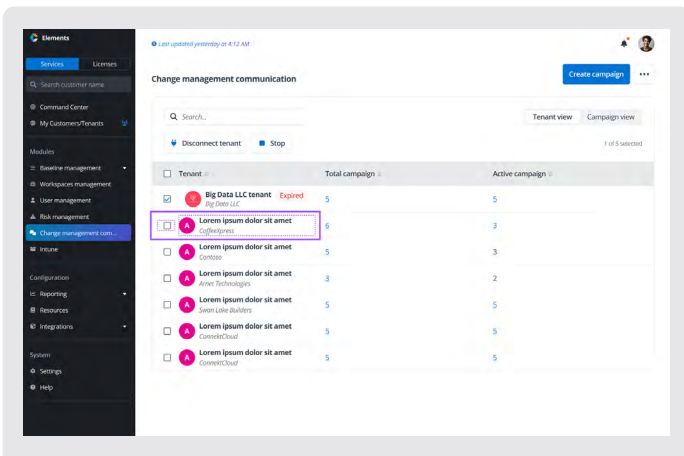 Elements
Services Licenses
Search customer name
Command Center
My Customers/Tenants
Modules
Baseline management
Workspaces management
User management
Risk management
Change management com...
Intune
Configuration
Reporting
Resources
Integrations
System
Settings
Help
Last updated yesterday at 4:12 AM
Change management communication
Create campaign
Search...
Tenant view Campaign view
Disconnect tenant Stop
1 of 5 selected
Tenant Total campaign Active campaign
Big Data LLC tenant Expired 5 5
Big Data LLC
A Lorem ipsum dolor sit amet 6 3
CoffeeXpress
A Lorem ipsum dolor sit amet 5 3
Contoso
A Lorem ipsum dolor sit amet 3 2
Amet Technologies
A Lorem ipsum dolor sit amet 5 5
Swan Lake Builders
A Lorem ipsum dolor sit amet 5 5
ConnektCloud
A Lorem ipsum dolor sit amet 5 5
ConnektCloud